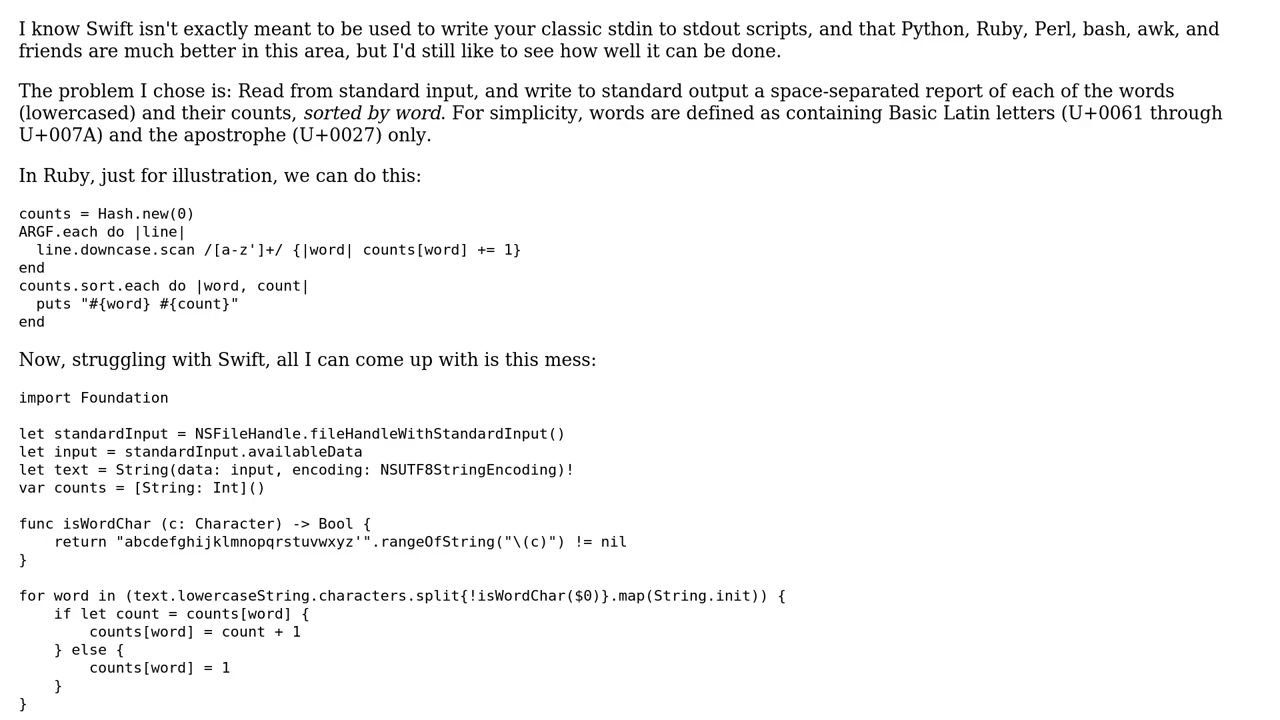 I know Swift isn't exactly meant to be used to write your classic stdin to stdout scripts, and that Python, Ruby, Perl, bash, awk, and
friends are much better in this area, but I'd still like to see how well it can be done.
The problem I chose is: Read from standard input, and write to standard output a space-separated report of each of the words
(lowercased) and their counts, sorted by word. For simplicity, words are defined as containing Basic Latin letters (U+0061 through
U+007A) and the apostrophe (U+0027) only.
In Ruby, just for illustration, we can do this:
counts = Hash.new(0)
ARGF.each do |line|
  line.downcase.scan /[a-z']+/ {|word| counts[word] += 1}
end
counts.sort.each do |word, count|
  puts "#{word} #{count}"
end
Now, struggling with Swift, all I can come up with is this mess:
import Foundation
let standardInput = NSFileHandle.fileHandleWithStandardInput()
let input = standardInput.availableData
let text = String(data: input, encoding: NSUTF8StringEncoding)!
var counts = [String: Int]()
func isWordChar (c: Character) -> Bool {
    return "abcdefghijklmnopqrstuvwxyz'".rangeOfString("\(c)") != nil
}
for word in (text.lowercaseString.characters.split{!isWordChar($0)}.map(String.init)) {
    if let count = counts[word] {
        counts[word] = count + 1
    } else {
        counts[word] = 1
    }
}